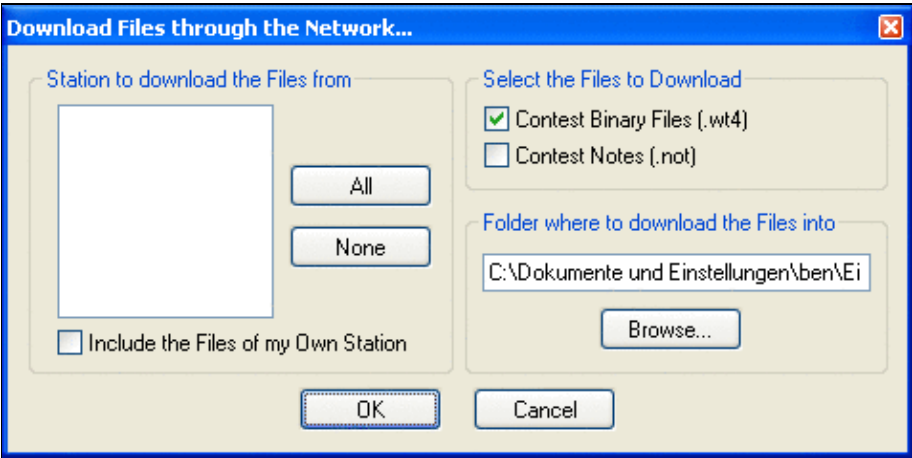 Download Files through the Network...
Station to download the Files from
All
None
Include the Files of my Own Station
Select the Files to Download
Contest Binary Files (.wt4)
Contest Notes (.not)
Folder where to download the Files into
C:\Dokumente und Einstellungen\ben\Ei
Browse...
OK
Cancel